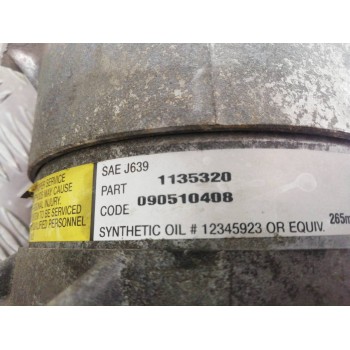 SERVICE
MAY CAUSE
INJURY.
TO BE SERVICED
PERSONNEL
SAE J639
PART 1135320
CODE 090510408
SYNTHETIC OIL # 12345923 OR EQUIV.